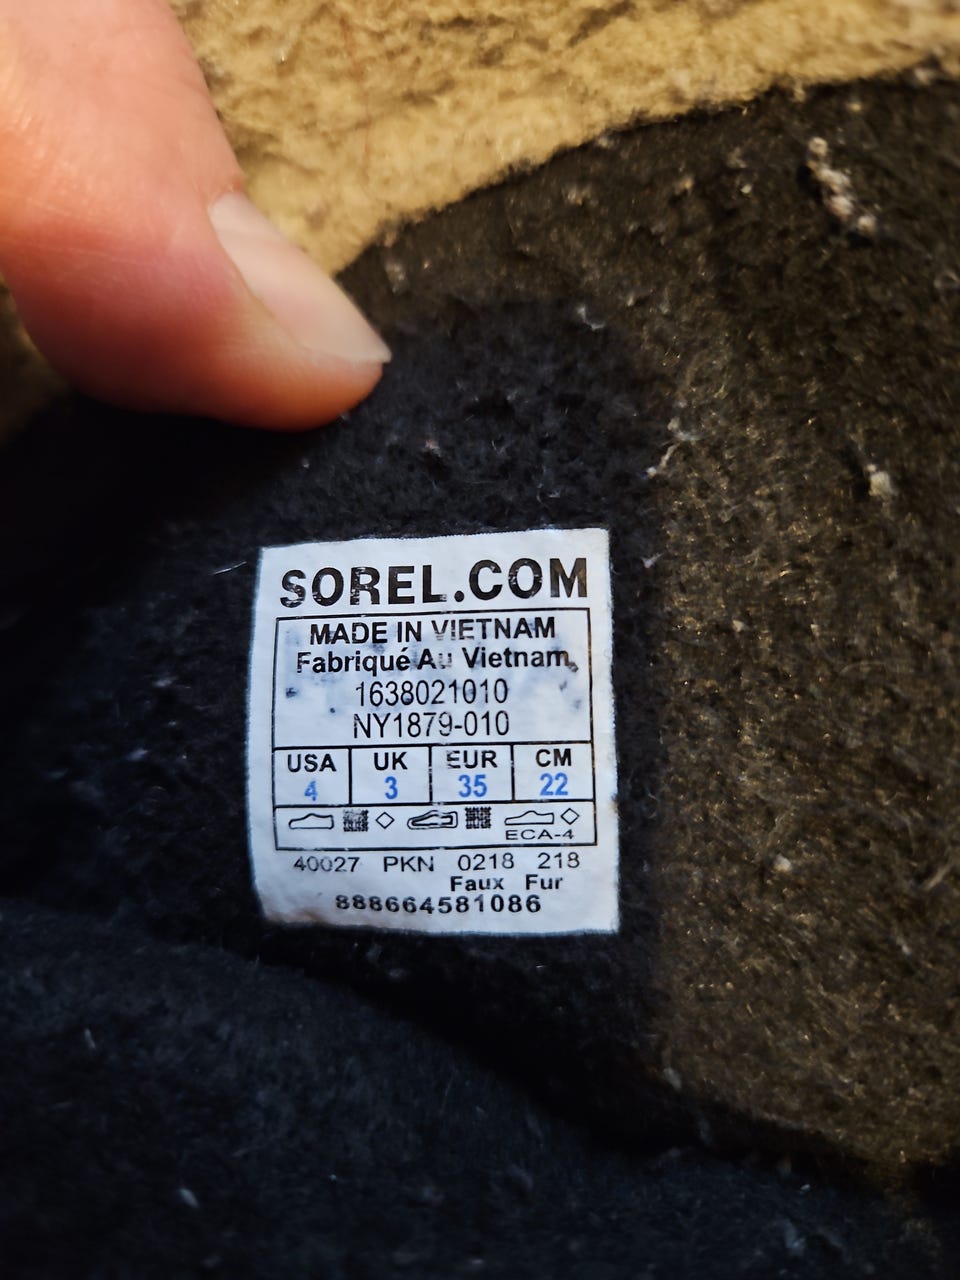 SOREL.COM
MADE IN VIETNAM
Fabriqué Au Vietnam
1638021010
NY1879-010
USA UK EUR CM
4 3 35 22
ECA-4
40027 PKN 0218 218
Faux Fur
888664581086